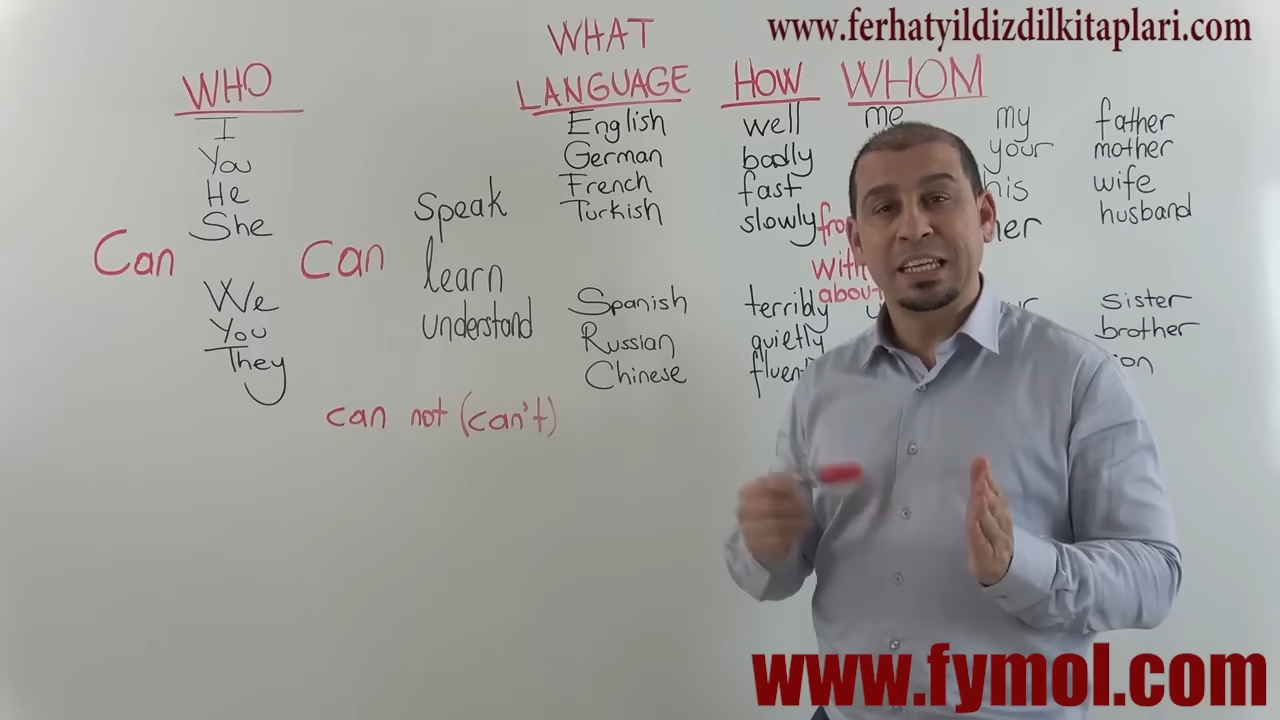 www.ferhatyildizdilkitaplari.com
WHAT
WHO LANGUAGE HOW WHOM
I English well me my father
You German badly your mother
He French fast his wife
She speak Turkish slowly her husband
Can Can learn with
We Spanish terribly sister
You understand Russian quietly brother
They Chinese
can not (can't)
www.fymol.com